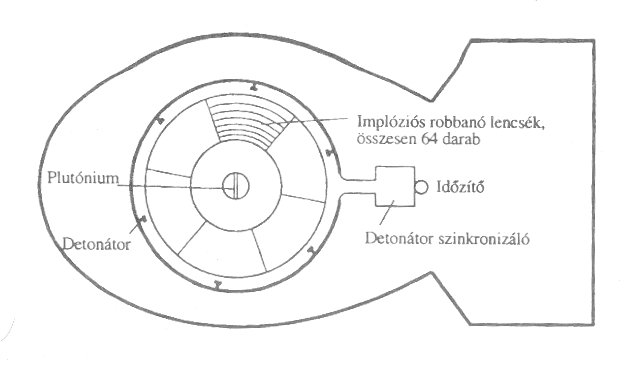 Implóziós robbanó lencsék,
összesen 64 darab
Plutónium
Időzítő
Detonátor
Detonátor szinkronizáló